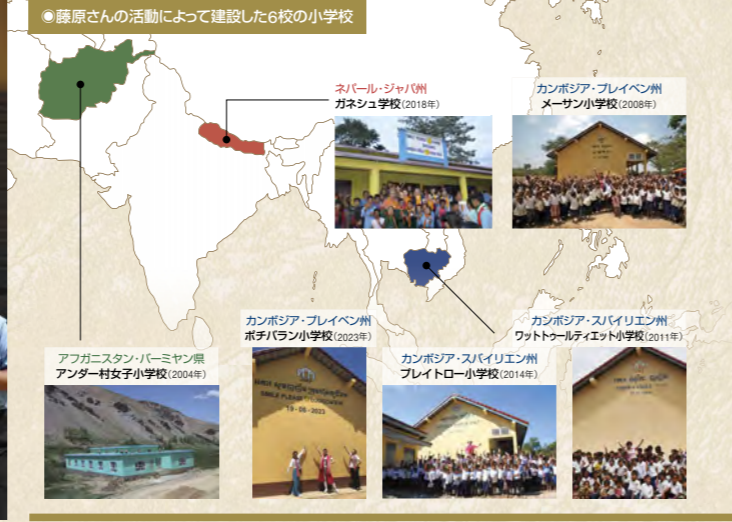 ◉藤原さんの活動によって建設した6校の小学校
ネパール・ジャパ州
ガネシュ学校(2018年)
カンボジア・プレイベン州
メーサン小学校(2008年)
カンボジア・プレイベン州
ポチバラン小学校(2023年)
カンボジア・スバイリエン州
ワットトゥールティエット小学校(2011年)
アフガニスタン・バーミヤン県
アンダー村女子小学校(2004年)
カンボジア・スバイリエン州
プレイトロー小学校(2014年)